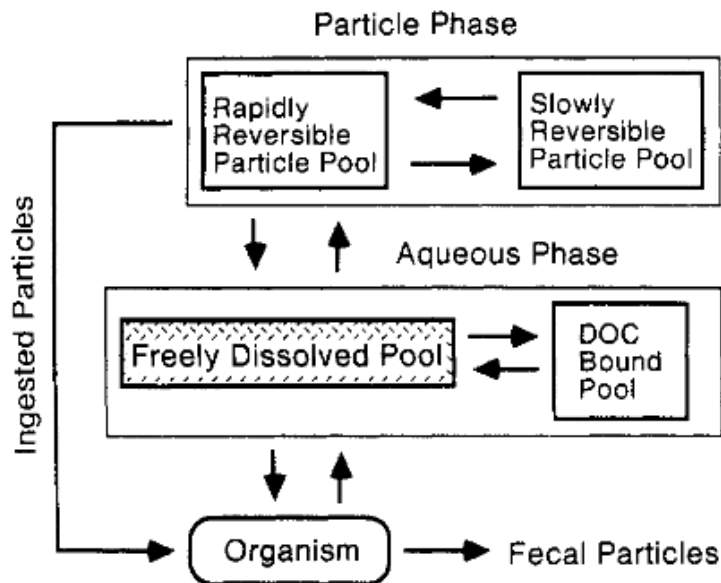 Particle Phase
Rapidly
Reversible
Particle Pool
Slowly
Reversible
Particle Pool
Ingested Particles
Aqueous Phase
Freely Dissolved Pool
DOC
Bound
Pool
Organism
Fecal Particles